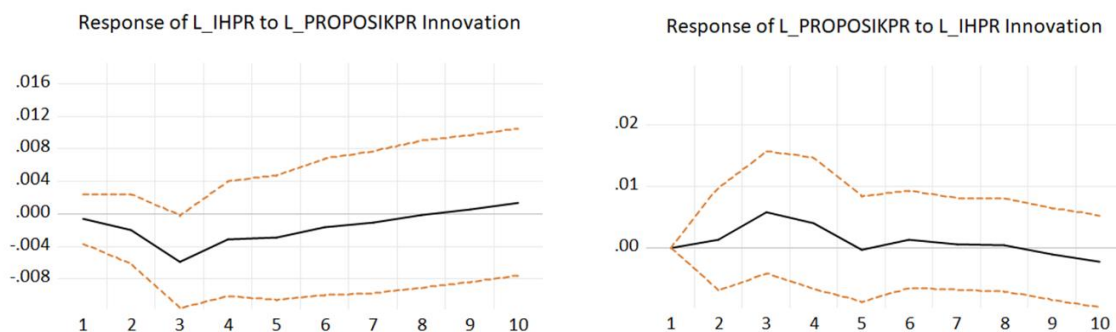 Response of L_IHPR to L_PROPOSIKPR Innovation
.016
.012
.008
.004
.000
-.004
-.008
1 2 3 4 5 6 7 8 9 10
Response of L_PROPOSIKPR to L_IHPR Innovation
.02
.01
.00
1 2 3 4 5 6 7 8 9 10